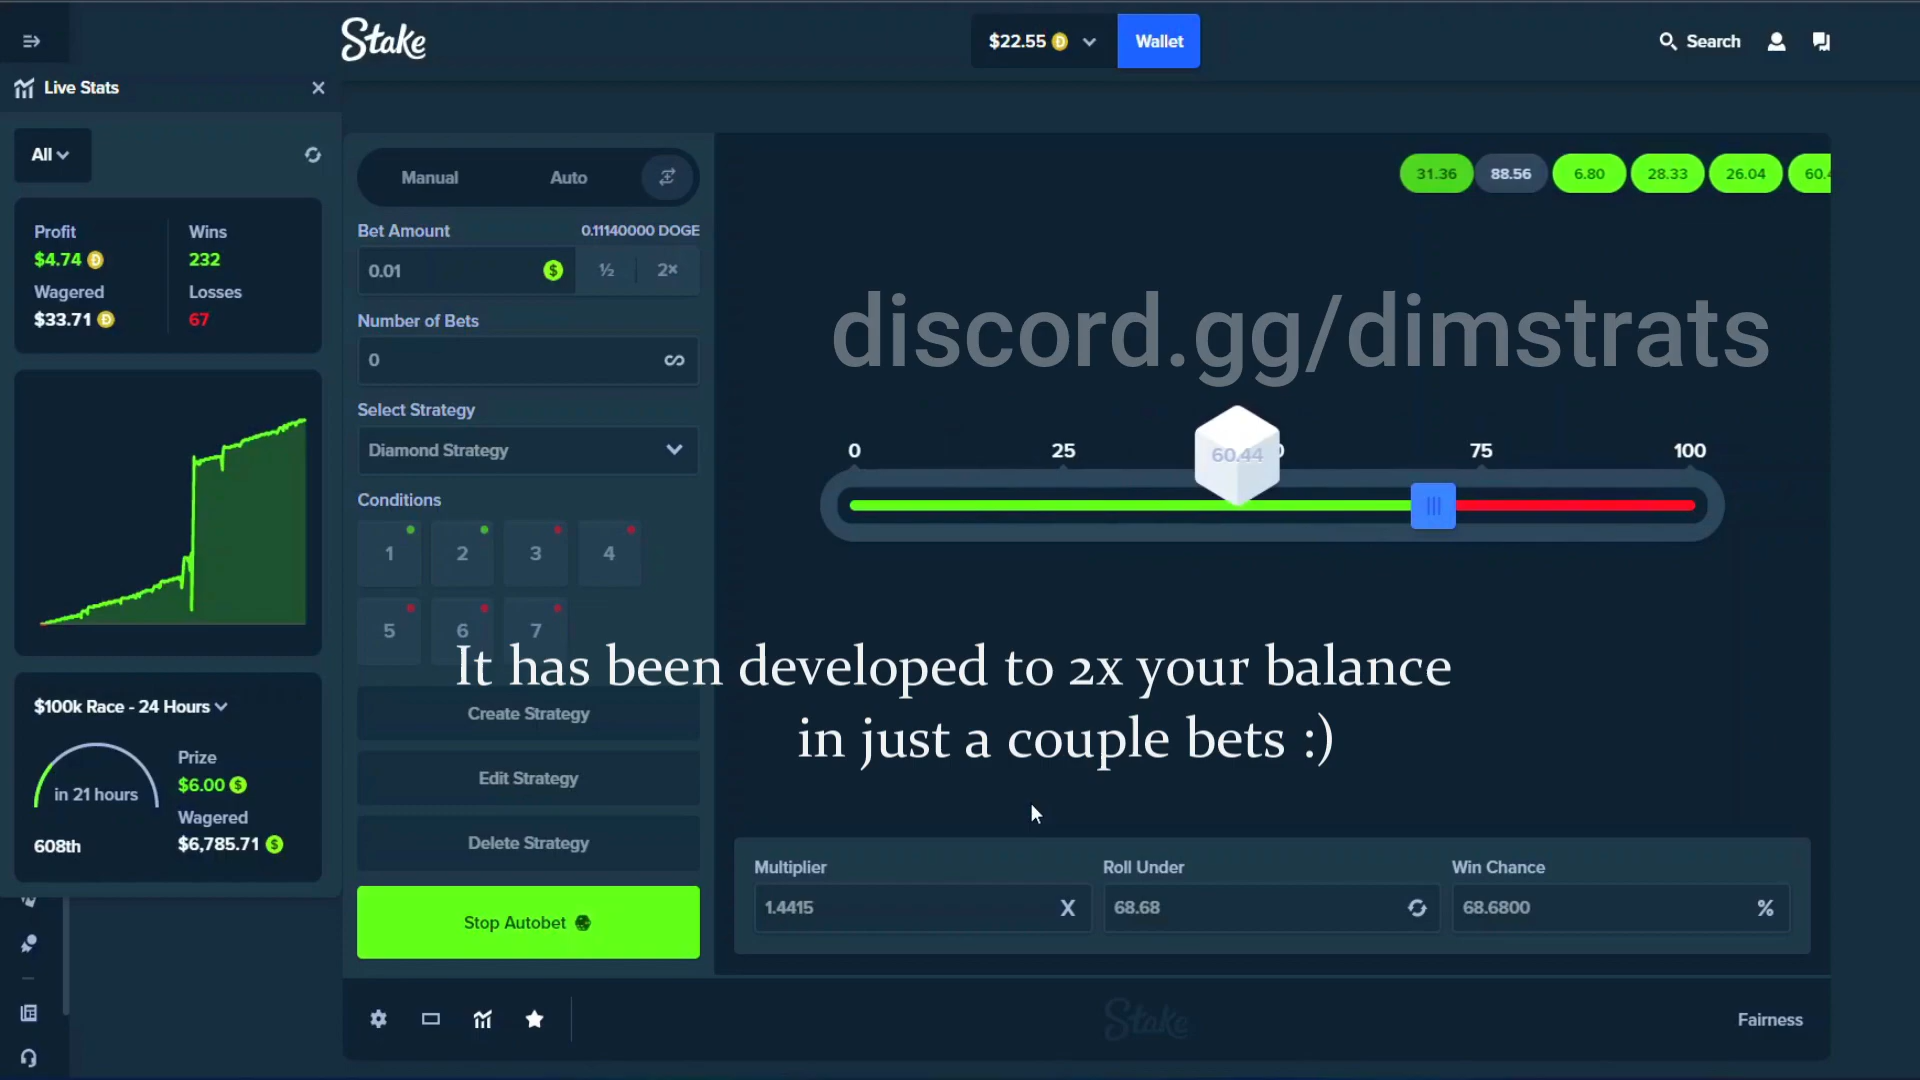 Stake
$22.55
Wallet
Search
Live Stats
All
Profit
$4.74
Wins
232
Wagered
$33.71
Losses
67
$100k Race - 24 Hours
in 21 hours
608th
Prize
$6.00
Wagered
$6,785.71
Manual Auto
Bet Amount 0.11140000 DOGE
0.01 $ ½ 2×
Number of Bets
0 ∞
Select Strategy
Diamond Strategy
Conditions
1 2 3 4
5 6 7
Create Strategy
Edit Strategy
Delete Strategy
Stop Autobet
31.36 88.56 6.80 28.33 26.04
discord.gg/dimstrats
0 25 75 100
60.44
It has been developed to 2x your balance
in just a couple bets :)
Multiplier Roll Under Win Chance
1.4415 X 68.68 68.6800 %
Stake
Fairness